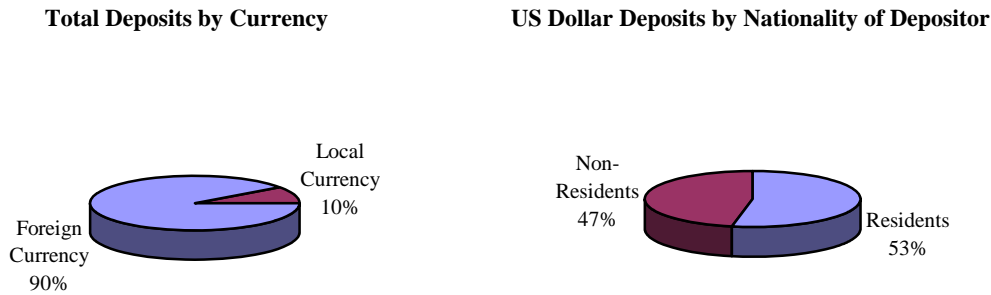 Total Deposits by Currency
Local
Currency
10%
Foreign
Currency
90%
US Dollar Deposits by Nationality of Depositor
Non-
Residents
47%
Residents
53%